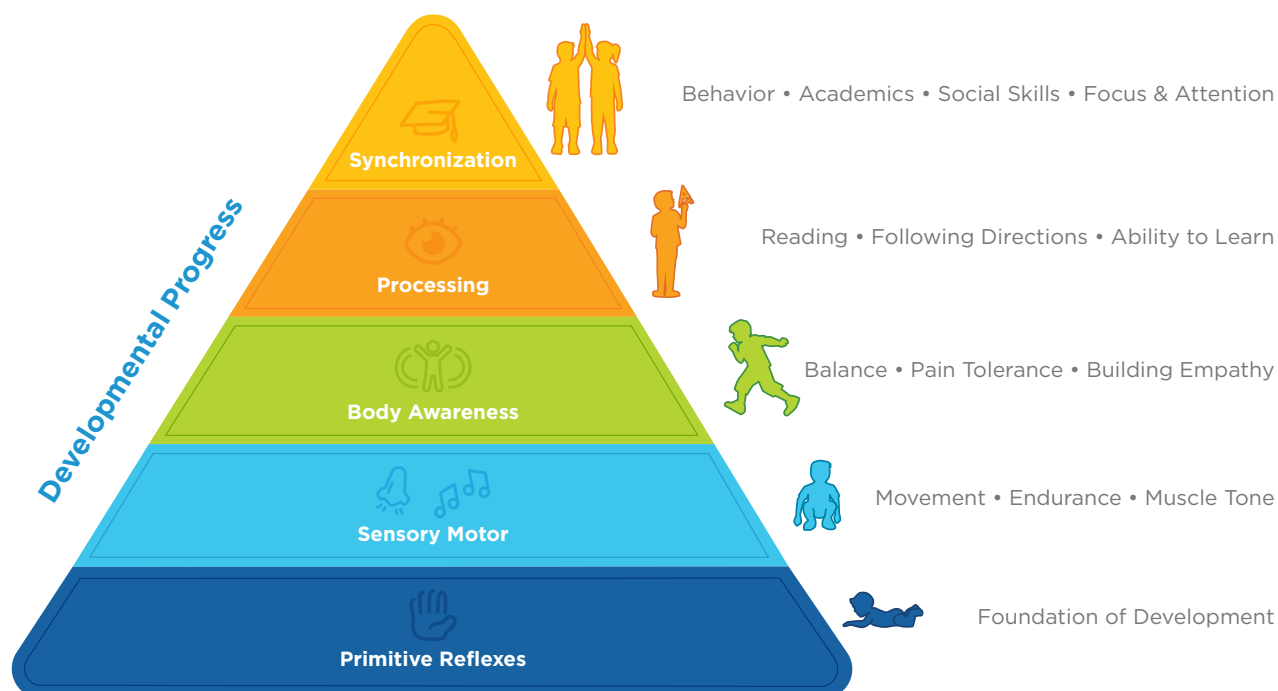 Behavior • Academics • Social Skills • Focus & Attention
Synchronization
Developmental Progress
Reading • Following Directions • Ability to Learn
Processing
Balance • Pain Tolerance • Building Empathy
Body Awareness
Movement • Endurance • Muscle Tone
Sensory Motor
Foundation of Development
Primitive Reflexes